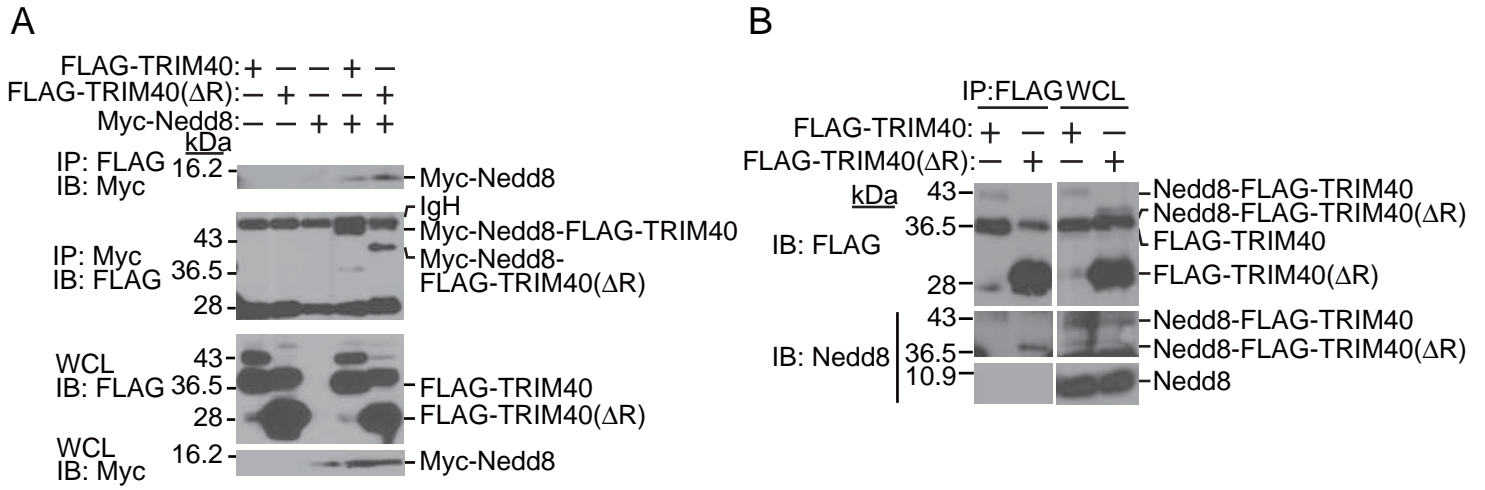 A
FLAG-TRIM40: + − − + −
FLAG-TRIM40(ΔR): − + − − +
Myc-Nedd8: − − + + +
kDa
IP: FLAG
IB: Myc
16.2
Myc-Nedd8
IgH
Myc-Nedd8-FLAG-TRIM40
Myc-Nedd8-
FLAG-TRIM40(ΔR)
IP: Myc
IB: FLAG
43
36.5
28
WCL
IB: FLAG
43
36.5
28
FLAG-TRIM40
FLAG-TRIM40(ΔR)
WCL
IB: Myc
16.2
Myc-Nedd8
B
IP:FLAG WCL
FLAG-TRIM40: + − + −
FLAG-TRIM40(ΔR): − + − +
kDa
IB: FLAG
43
36.5
28
Nedd8-FLAG-TRIM40
Nedd8-FLAG-TRIM40(ΔR)
FLAG-TRIM40
FLAG-TRIM40(ΔR)
IB: Nedd8
43
36.5
10.9
Nedd8-FLAG-TRIM40
Nedd8-FLAG-TRIM40(ΔR)
Nedd8